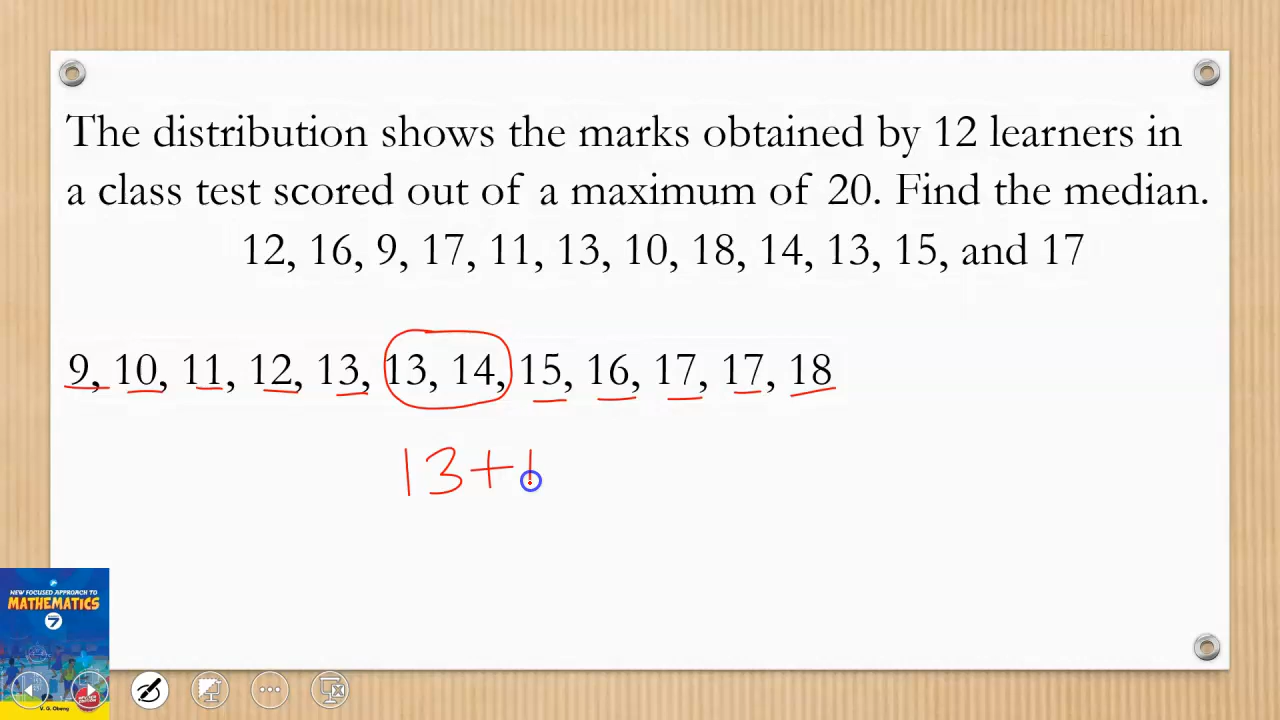 The distribution shows the marks obtained by 12 learners in
a class test scored out of a maximum of 20. Find the median.
12, 16, 9, 17, 11, 13, 10, 18, 14, 13, 15, and 17
9, 10, 11, 12, 13, 13, 14, 15, 16, 17, 17, 18
13+1
NEW FOCUSED APPROACH TO
MATHEMATICS
7